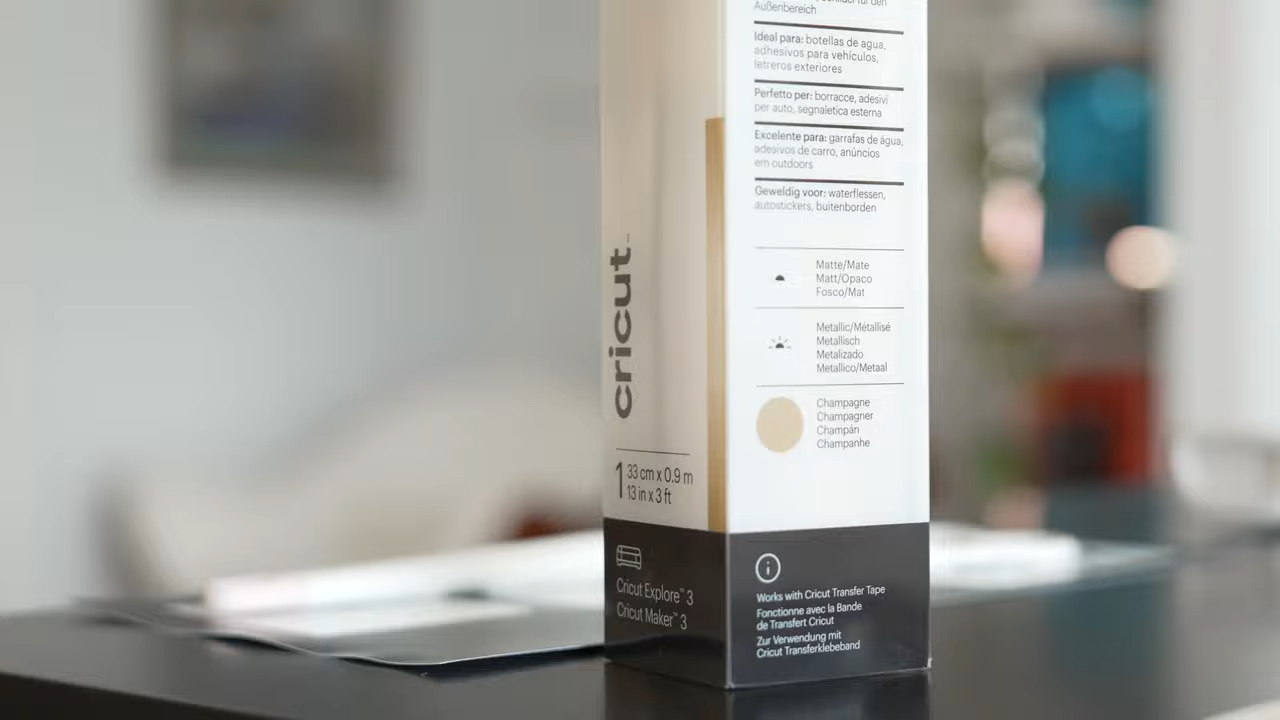 cricut
1 33 cm x 0.9 m
13 in x 3 ft
Cricut Explore™ 3
Cricut Maker™ 3
für den
Außenbereich
Ideal para: botellas de agua,
adhesivos para vehículos,
letreros exteriores
Perfetto per: borracce, adesivi
per auto, segnaletica esterna
Excelente para: garrafas de água,
adesivos de carro, anúncios
em outdoors
Geweldig voor: waterflessen,
autostickers, buitenborden
Matte/Mate
Matt/Opaco
Fosco/Mat
Metallic/Métallisé
Metallisch
Metalizado
Metallico/Metaal
Champagne
Champagner
Champán
Champanhe
Works with Cricut Transfer Tape
Fonctionne avec la Bande
de Transfert Cricut
Zur Verwendung mit
Cricut Transferklebeband